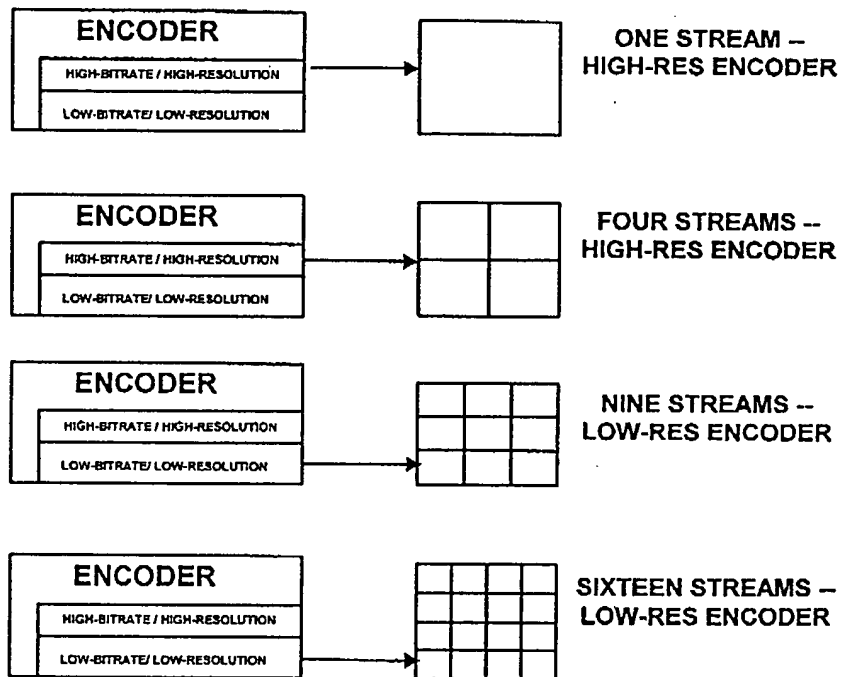 ENCODER
HIGH-BITRATE / HIGH-RESOLUTION
LOW-BITRATE/ LOW-RESOLUTION
ONE STREAM --
HIGH-RES ENCODER
ENCODER
HIGH-BITRATE / HIGH-RESOLUTION
LOW-BITRATE/ LOW-RESOLUTION
FOUR STREAMS --
HIGH-RES ENCODER
ENCODER
HIGH-BITRATE / HIGH-RESOLUTION
LOW-BITRATE/ LOW-RESOLUTION
NINE STREAMS --
LOW-RES ENCODER
ENCODER
HIGH-BITRATE / HIGH-RESOLUTION
LOW-BITRATE/ LOW-RESOLUTION
SIXTEEN STREAMS --
LOW-RES ENCODER